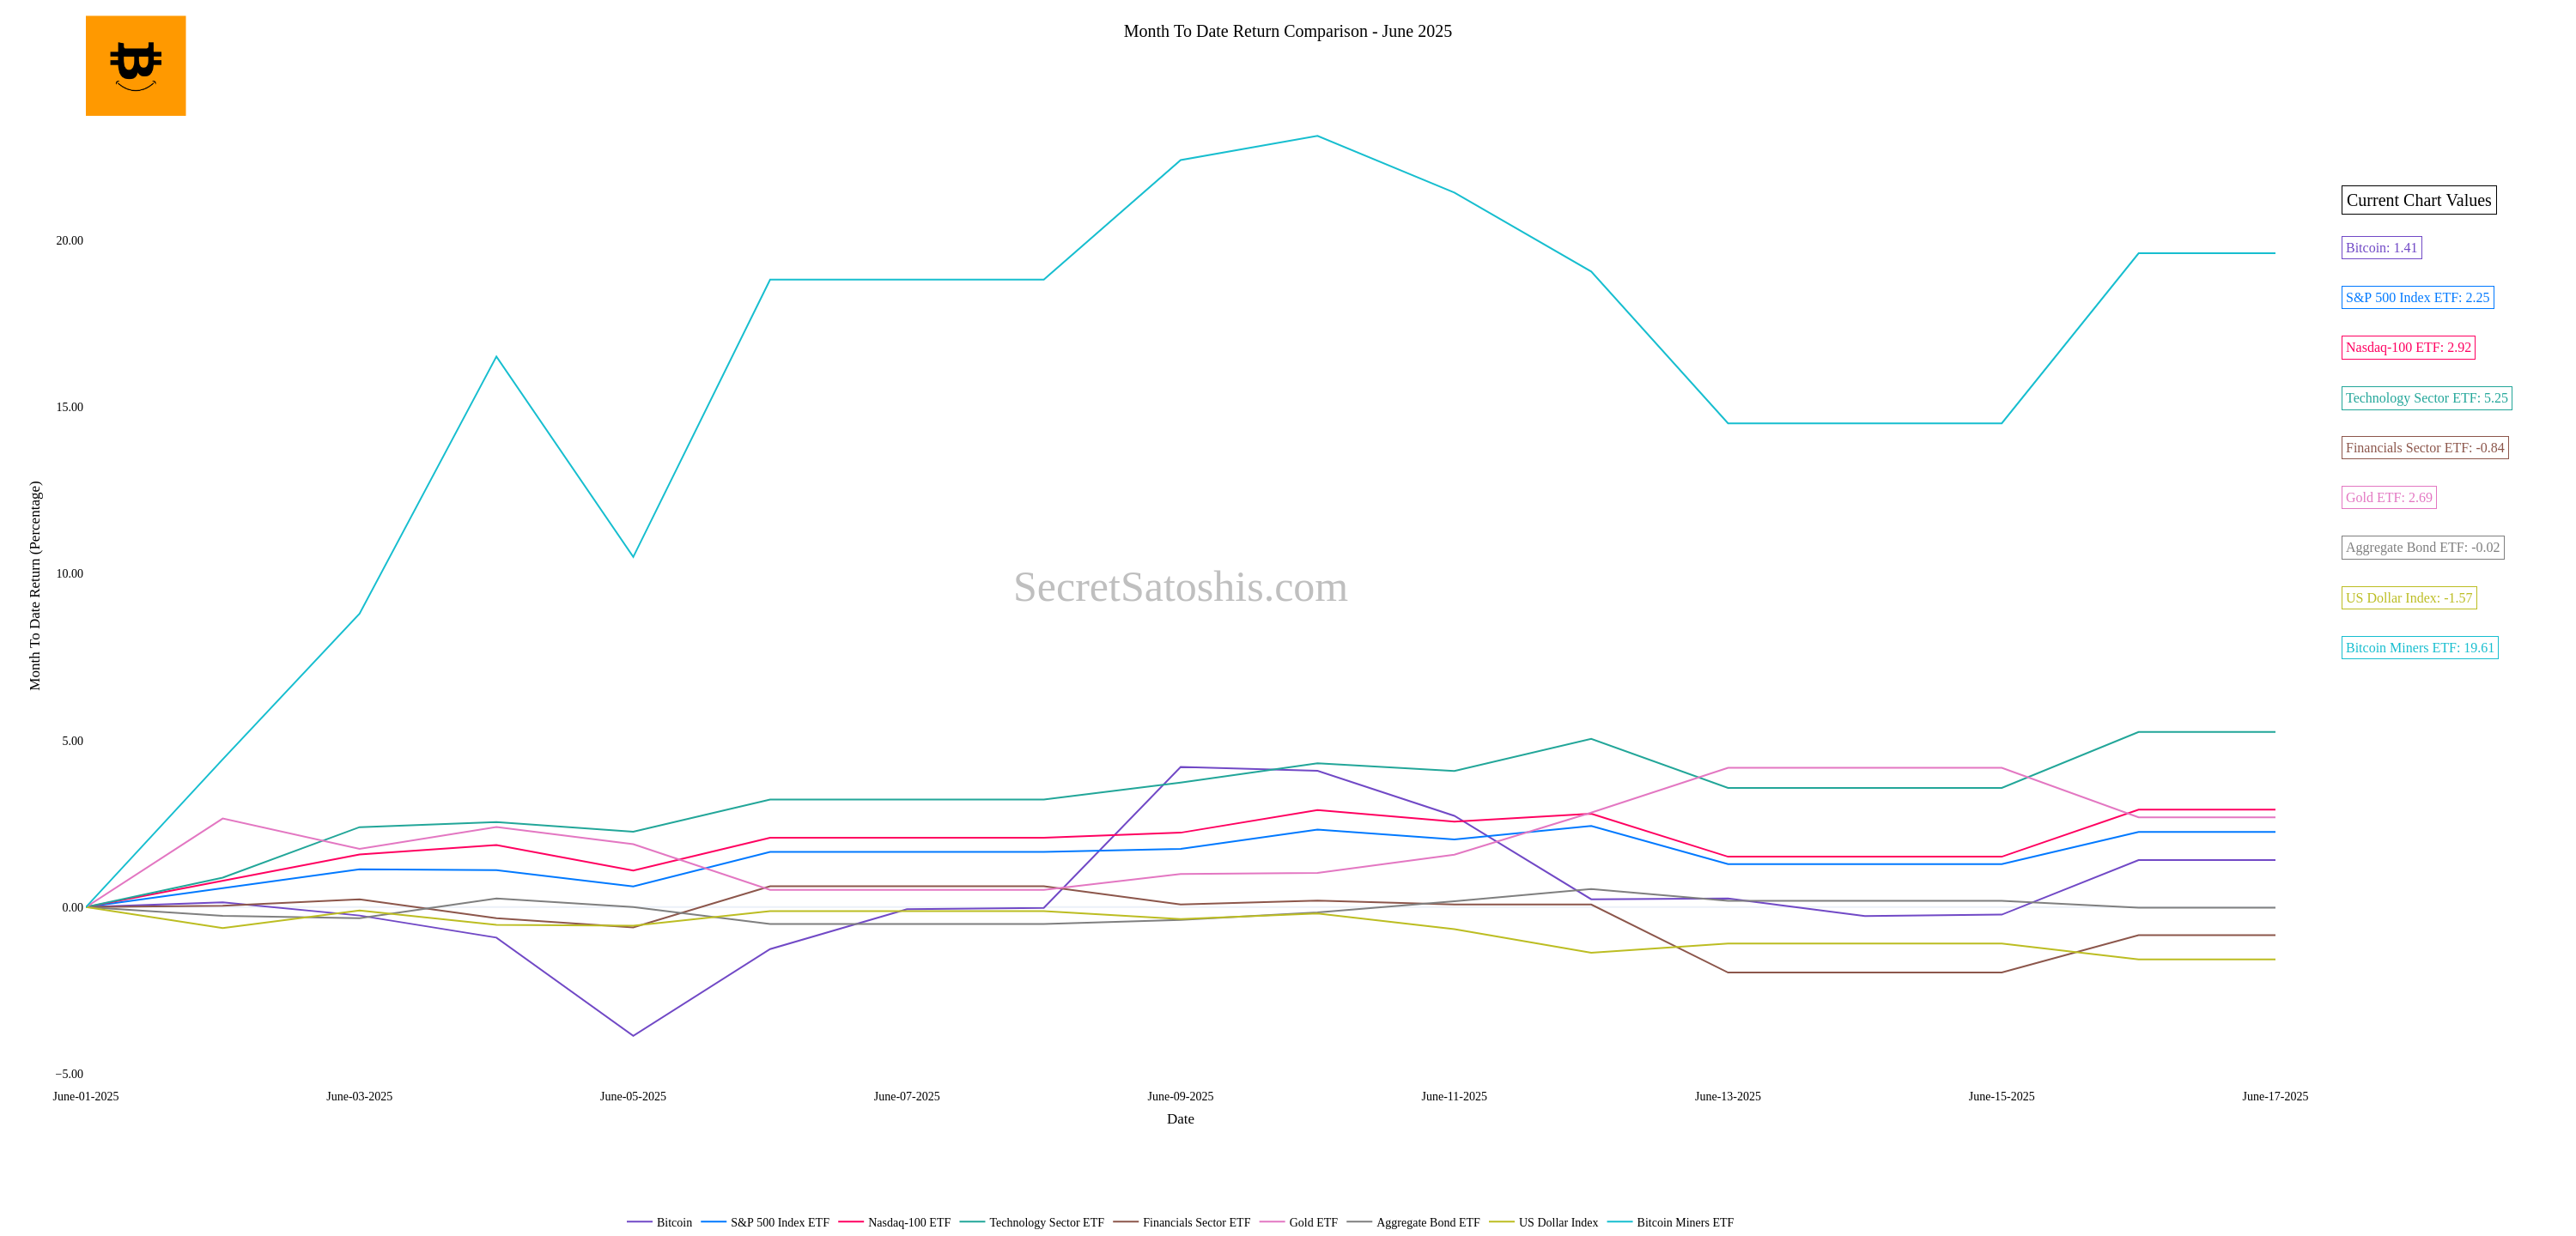 Month To Date Return Comparison - June 2025
Current Chart Values
Bitcoin: 1.41
S&P 500 Index ETF: 2.25
Nasdaq-100 ETF: 2.92
Technology Sector ETF: 5.25
Financials Sector ETF: -0.84
Gold ETF: 2.69
Aggregate Bond ETF: -0.02
US Dollar Index: -1.57
Bitcoin Miners ETF: 19.61
20.00
15.00
10.00
5.00
0.00
−5.00
Month To Date Return (Percentage)
SecretSatoshis.com
June-01-2025 June-03-2025 June-05-2025 June-07-2025 June-09-2025 June-11-2025 June-13-2025 June-15-2025 June-17-2025
Date
Bitcoin S&P 500 Index ETF Nasdaq-100 ETF Technology Sector ETF Financials Sector ETF Gold ETF Aggregate Bond ETF US Dollar Index Bitcoin Miners ETF